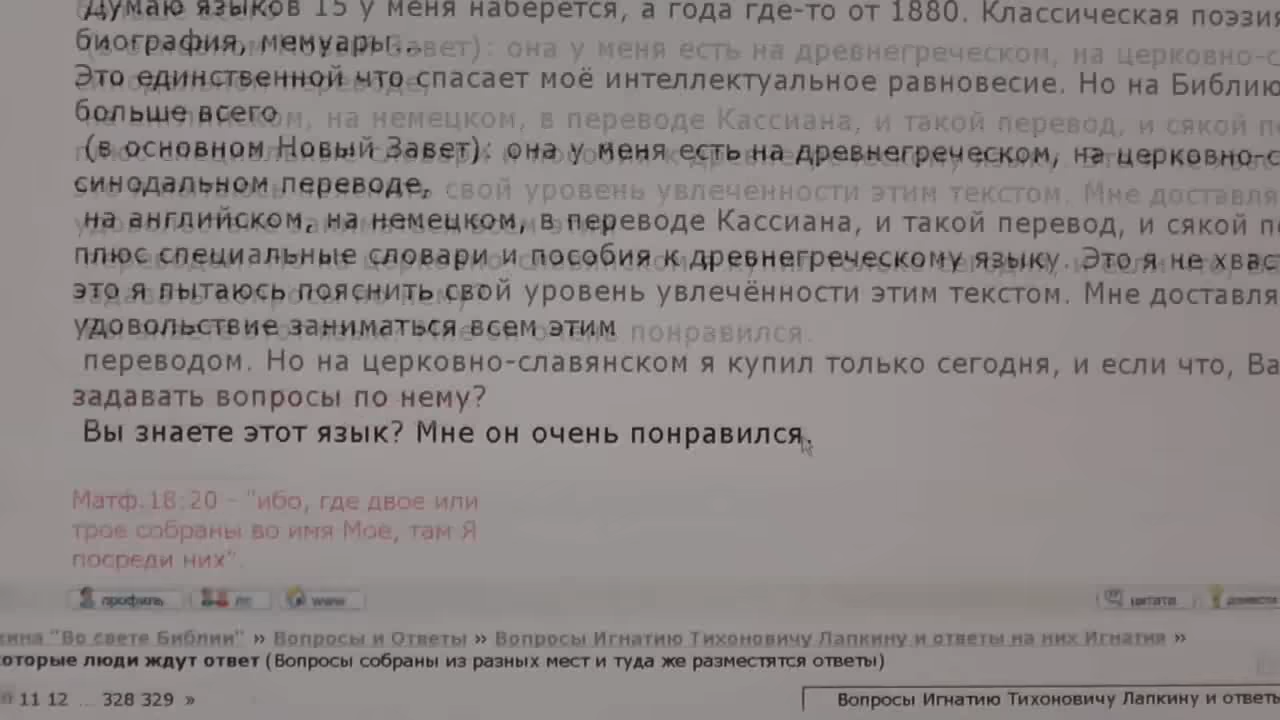 Думаю языков 15 у меня наберется, а года где-то от 1880. Классическая поэзия
биография, мемуары...
Это единственной что спасает моё интеллектуальное равновесие. Но на Библию
больше всего
(в основном Новый Завет): она у меня есть на древнегреческом, на церковно-с
синодальном переводе,
на английском, на немецком, в переводе Кассиана, и такой перевод, и сякой п
плюс специальные словари и пособия к древнегреческому языку. Это я не хваст
это я пытаюсь пояснить свой уровень увлечённости этим текстом. Мне доставля
удовольствие заниматься всем этим
переводом. Но на церковно-славянском я купил только сегодня, и если что, Ва
задавать вопросы по нему?
Вы знаете этот язык? Мне он очень понравился.
Матф.18:20 - "ибо, где двое или
трое собраны во имя Мое, там Я
посреди них".
профиль лс www цитата
кина "Во свете Библии" » Вопросы и Ответы » Вопросы Игнатию Тихоновичу Лапкину и ответы на них Игнатия »
которые люди ждут ответ (Вопросы собраны из разных мест и туда же разместятся ответы)
11 12 ... 328 329 »
Вопросы Игнатию Тихоновичу Лапкину и ответы